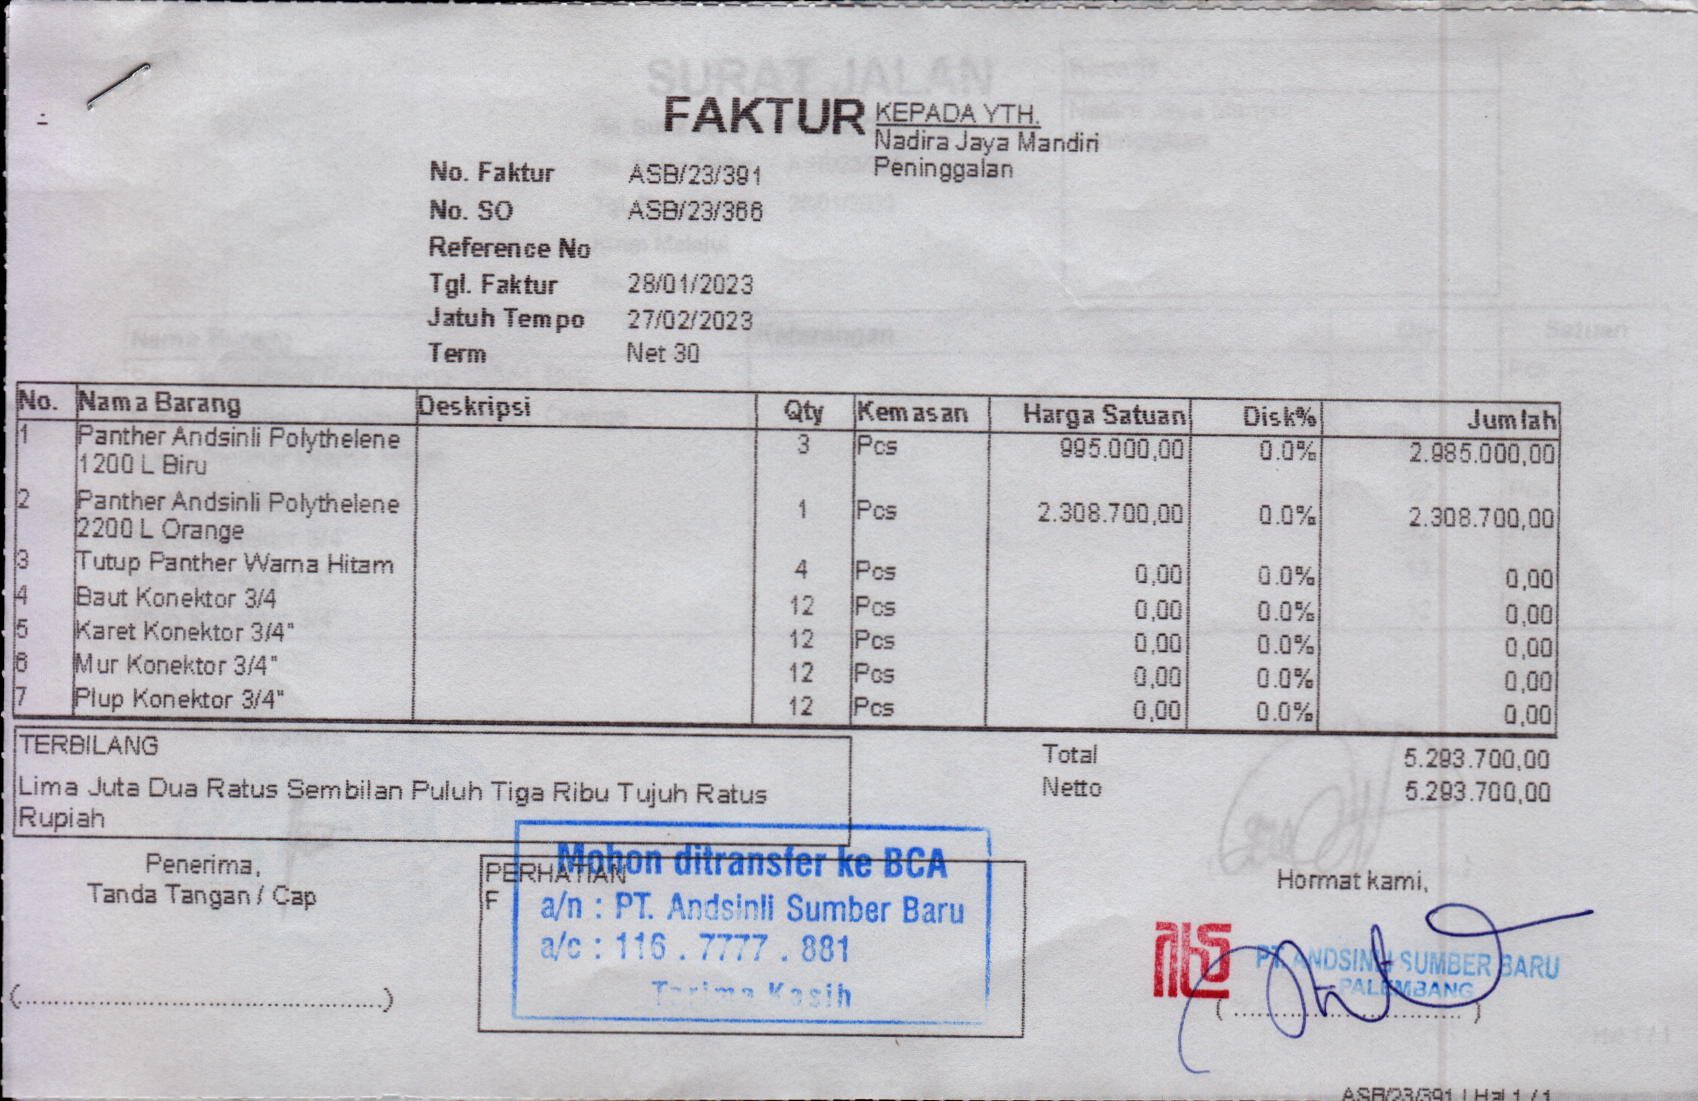 FAKTUR
KEPADA YTH.
Nadira Jaya Mandiri
Peninggalan
No. Faktur ASB/23/391
No. SO ASB/23/366
Reference No
Tgl. Faktur 28/01/2023
Jatuh Tempo 27/02/2023
Term Net 30
No. Nama Barang Deskripsi Qty Kemasan Harga Satuan Disk% Jumlah
1 Panther Andsinli Polythelene 3 Pcs 995.000,00 0.0% 2.985.000,00
1200 L Biru
2 Panther Andsinli Polythelene 1 Pcs 2.308.700,00 0.0% 2.308.700,00
2200 L Orange
3 Tutup Panther Warna Hitam 4 Pcs 0,00 0.0% 0,00
4 Baut Konektor 3/4 12 Pcs 0,00 0.0% 0,00
5 Karet Konektor 3/4" 12 Pcs 0,00 0.0% 0,00
6 Mur Konektor 3/4" 12 Pcs 0,00 0.0% 0,00
7 Plup Konektor 3/4" 12 Pcs 0,00 0.0% 0,00
TERBILANG
Lima Juta Dua Ratus Sembilan Puluh Tiga Ribu Tujuh Ratus
Rupiah
Total 5.293.700,00
Netto 5.293.700,00
Penerima,
Tanda Tangan / Cap
(....................................................)
PERHATIAN
F
Mohon ditransfer ke BCA
a/n : PT. Andsinli Sumber Baru
a/c : 116 . 7777 . 881
Terima Kasih
Hormat kami,
PT. ANDSINLI SUMBER BARU
PALEMBANG
(....................................)
ASB/23/391 | Hal 1 / 1